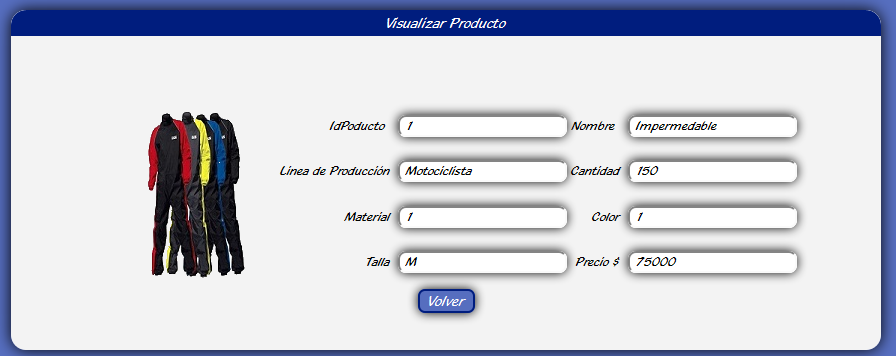 Visualizar Producto
IdPoducto 1 Nombre Impermedable
Linea de Producción Motociclista Cantidad 150
Material 1 Color 1
Talla M Precio $ 75000
Volver